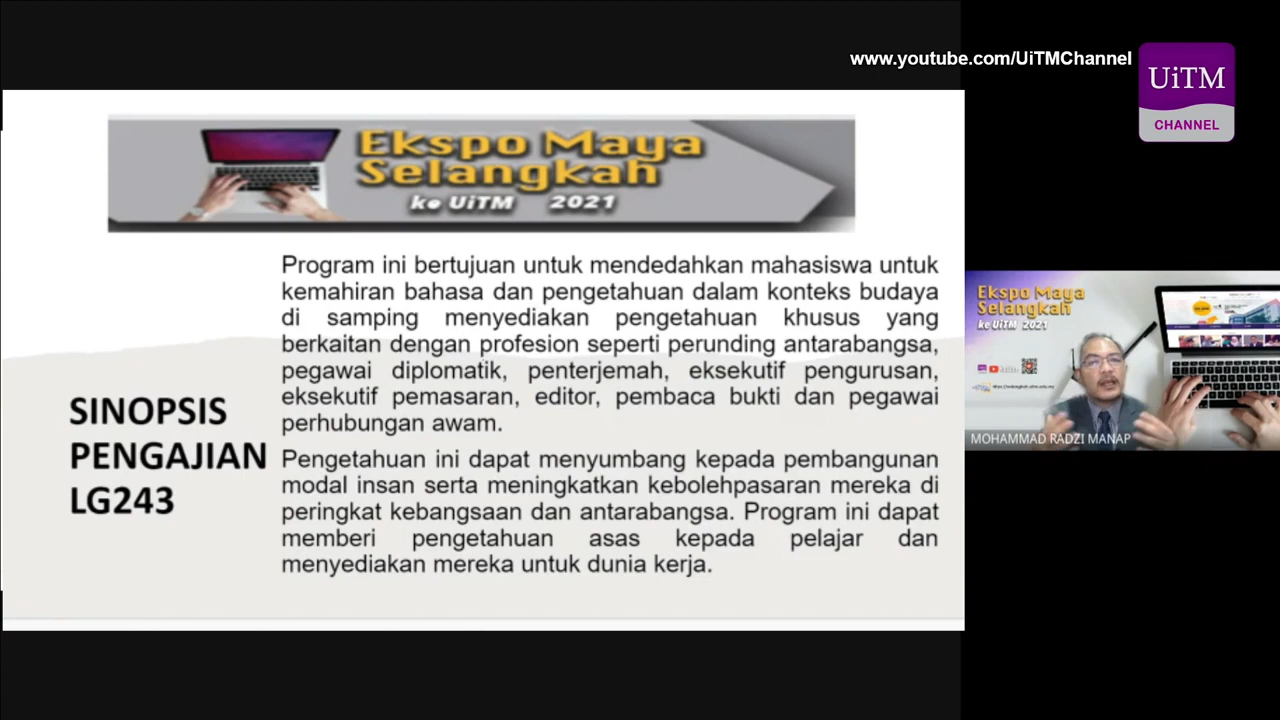 www.youtube.com/UiTMChannel
UiTM
CHANNEL
Ekspo Maya
Selangkah
ke UiTM 2021
SINOPSIS
PENGAJIAN
LG243
Program ini bertujuan untuk mendedahkan mahasiswa untuk
kemahiran bahasa dan pengetahuan dalam konteks budaya
di samping menyediakan pengetahuan khusus yang
berkaitan dengan profesion seperti perunding antarabangsa,
pegawai diplomatik, penterjemah, eksekutif pengurusan,
eksekutif pemasaran, editor, pembaca bukti dan pegawai
perhubungan awam.
Pengetahuan ini dapat menyumbang kepada pembangunan
modal insan serta meningkatkan kebolehpasaran mereka di
peringkat kebangsaan dan antarabangsa. Program ini dapat
memberi pengetahuan asas kepada pelajar dan
menyediakan mereka untuk dunia kerja.
Ekspo Maya
Selangkah
ke UiTM 2021
MOHAMMAD RADZI MANAP